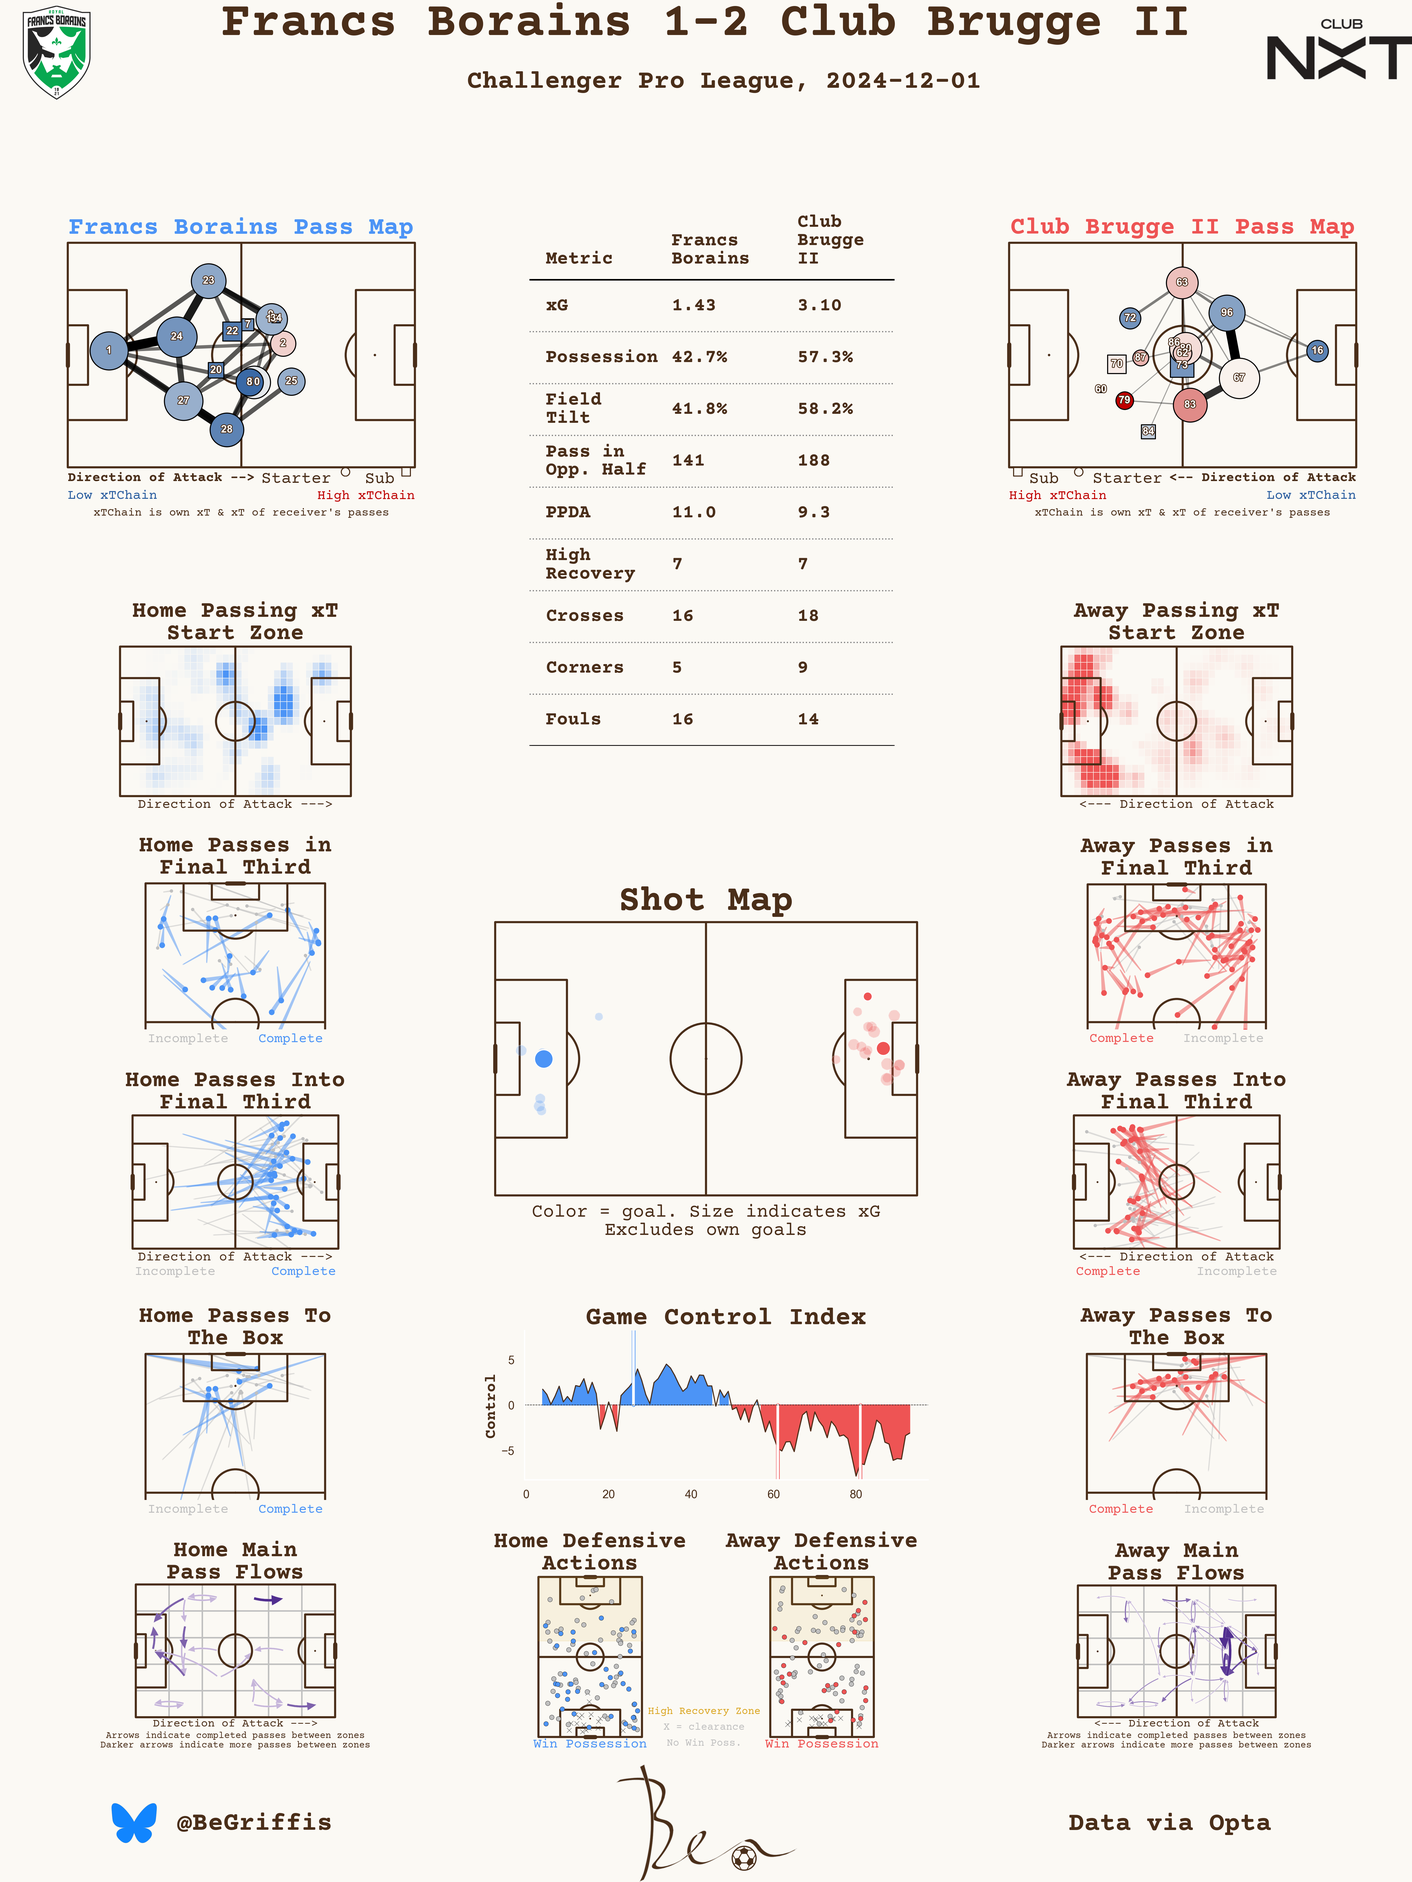 Francs Borains 1-2 Club Brugge II
Challenger Pro League, 2024-12-01
ROYAL
FRANCS BORAINS
CLUB
NXT
Francs Borains Pass Map
23
24
1
22
7
2
20
80
25
27
28
Direction of Attack --> Starter Sub
Low xTChain High xTChain
xTChain is own xT & xT of receiver's passes
Metric Francs Borains Club Brugge II
xG 1.43 3.10
Possession 42.7% 57.3%
Field Tilt 41.8% 58.2%
Pass in Opp. Half 141 188
PPDA 11.0 9.3
High Recovery 7 7
Crosses 16 18
Corners 5 9
Fouls 16 14
Club Brugge II Pass Map
63
72
96
86
87
62
16
70
73
60
67
79
83
84
Sub Starter <-- Direction of Attack
High xTChain Low xTChain
xTChain is own xT & xT of receiver's passes
Home Passing xT
Start Zone
Direction of Attack --->
Away Passing xT
Start Zone
<--- Direction of Attack
Home Passes in
Final Third
Incomplete Complete
Away Passes in
Final Third
Complete Incomplete
Shot Map
Color = goal. Size indicates xG
Excludes own goals
Home Passes Into
Final Third
Direction of Attack --->
Incomplete Complete
Away Passes Into
Final Third
<--- Direction of Attack
Complete Incomplete
Home Passes To
The Box
Incomplete Complete
Game Control Index
Control
5
0
−5
0 20 40 60 80
Away Passes To
The Box
Complete Incomplete
Home Main
Pass Flows
Direction of Attack --->
Arrows indicate completed passes between zones
Darker arrows indicate more passes between zones
Home Defensive
Actions
Win Possession
Away Defensive
Actions
Win Possession
High Recovery Zone
X = clearance
No Win Poss.
Away Main
Pass Flows
<--- Direction of Attack
Arrows indicate completed passes between zones
Darker arrows indicate more passes between zones
@BeGriffis
Ben
Data via Opta